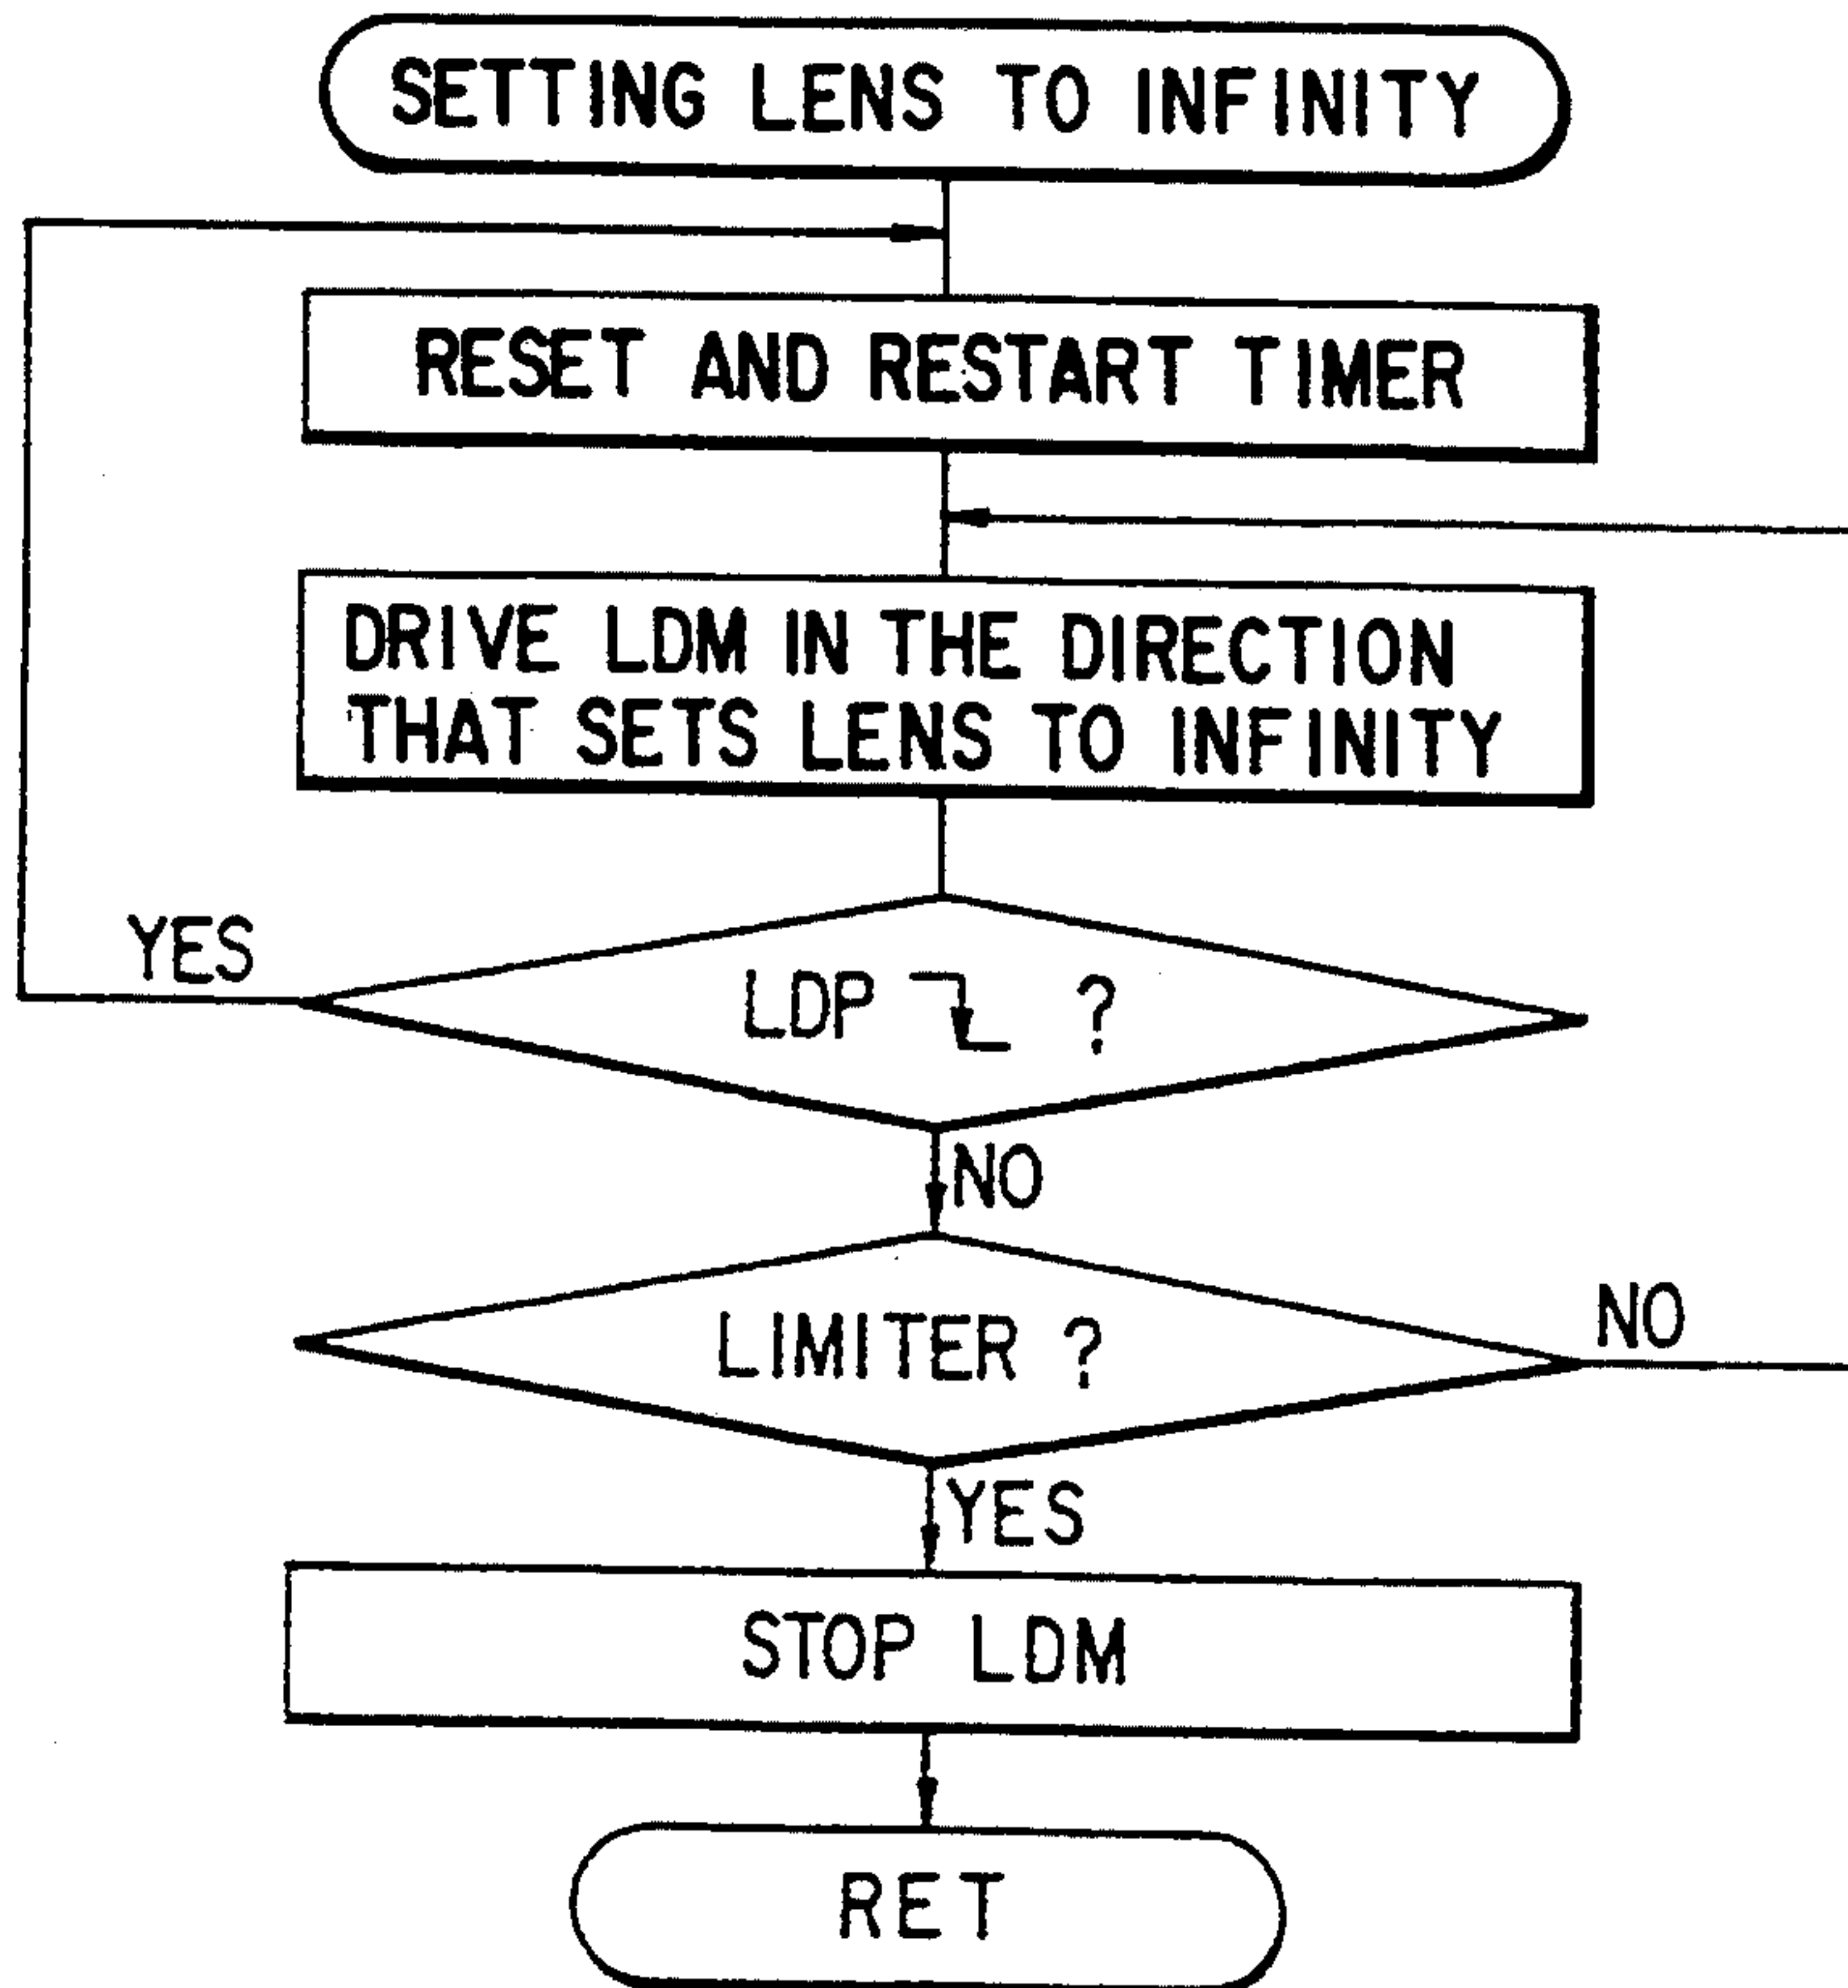 SETTING LENS TO INFINITY
RESET AND RESTART TIMER
DRIVE LDM IN THE DIRECTION
THAT SETS LENS TO INFINITY
YES
LDP ?
NO
LIMITER ?
NO
YES
STOP LDM
RET